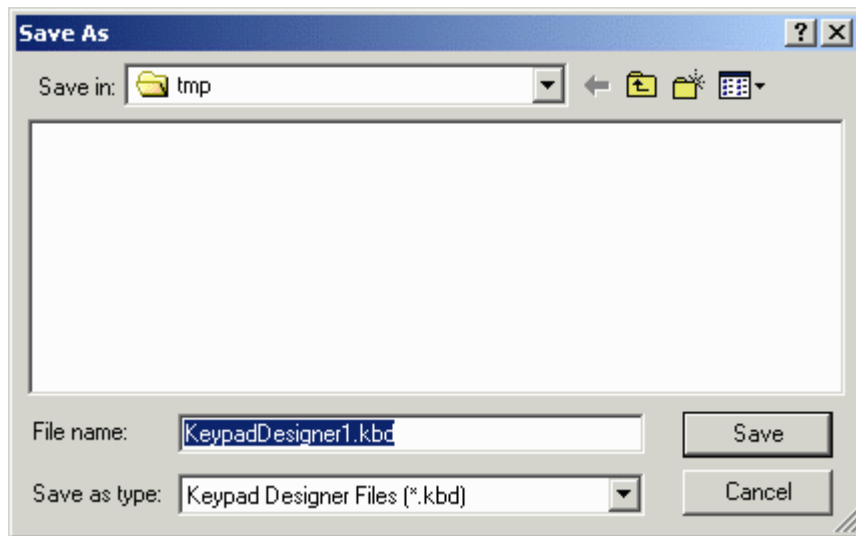 Save As
Save in: tmp
File name: KeypadDesigner1.kbd
Save
Save as type: Keypad Designer Files (*.kbd)
Cancel